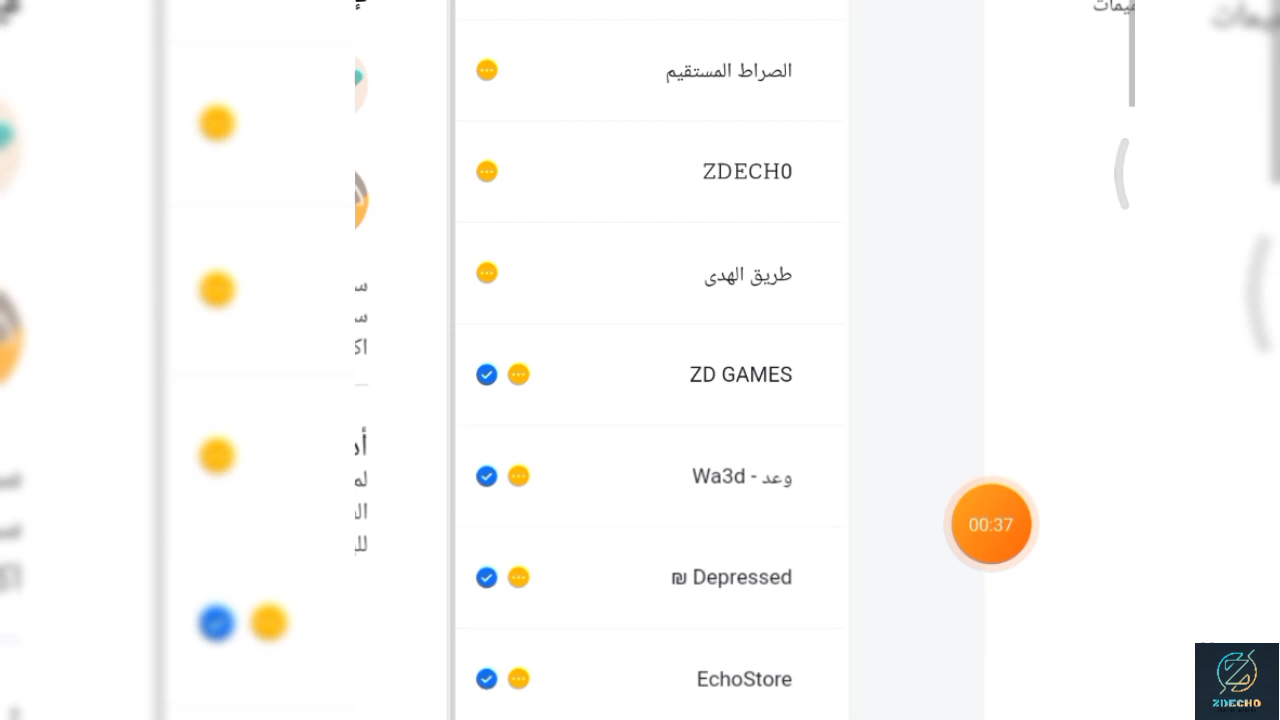 الصراط المستقيم
ZDECH0
طريق الهدى
ZD GAMES
وعد - Wa3d
₪ Depressed
EchoStore
00:37
ZDECHO